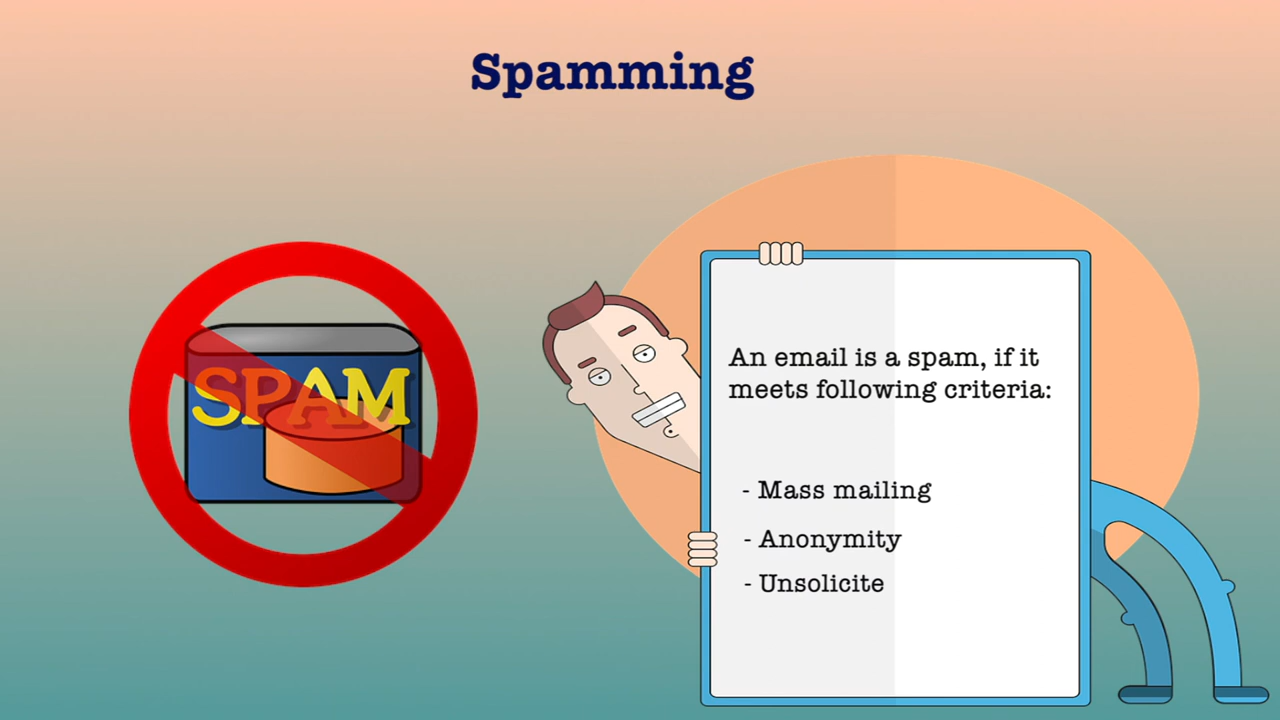 Spamming
SPAM
An email is a spam, if it
meets following criteria:
- Mass mailing
- Anonymity
- Unsolicite